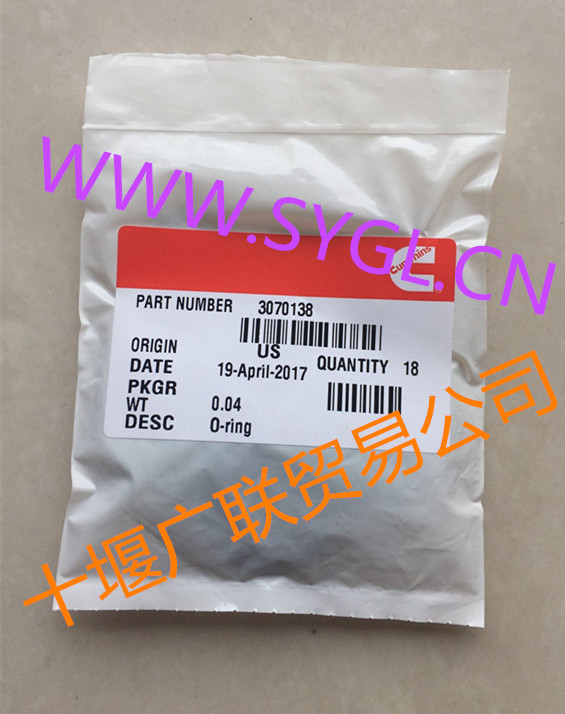 WWW.SYGL.CN
Cummins
PART NUMBER 3070138
ORIGIN US QUANTITY 18
DATE 19-April-2017
PKGR
WT 0.04
DESC O-ring
十堰广联贸易公司